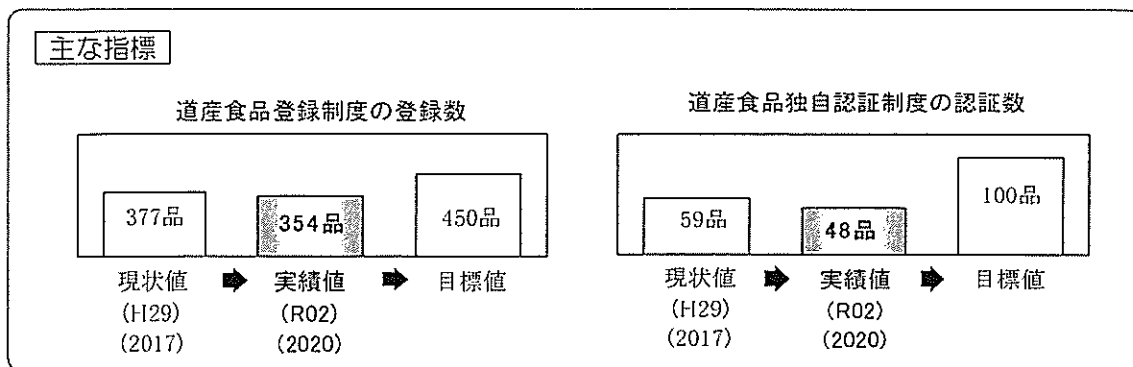 主な指標
道産食品登録制度の登録数
377品
354品
450品
現状値
(H29)
(2017)
➡
実績値
(R02)
(2020)
➡
目標値
道産食品独自認証制度の認証数
59品
48品
100品
現状値
(H29)
(2017)
➡
実績値
(R02)
(2020)
➡
目標値